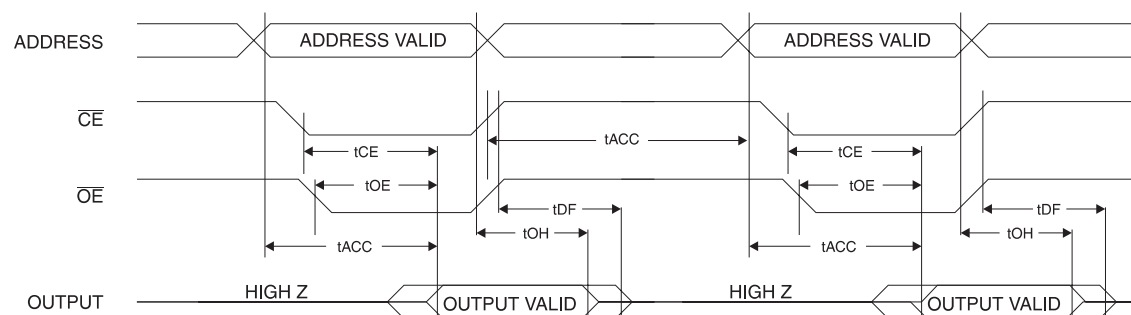 ADDRESS ADDRESS VALID ADDRESS VALID
CE
tACC
tCE tCE
OE tOE tOE
tDF tDF
tOH tOH
tACC tACC
OUTPUT HIGH Z OUTPUT VALID HIGH Z OUTPUT VALID